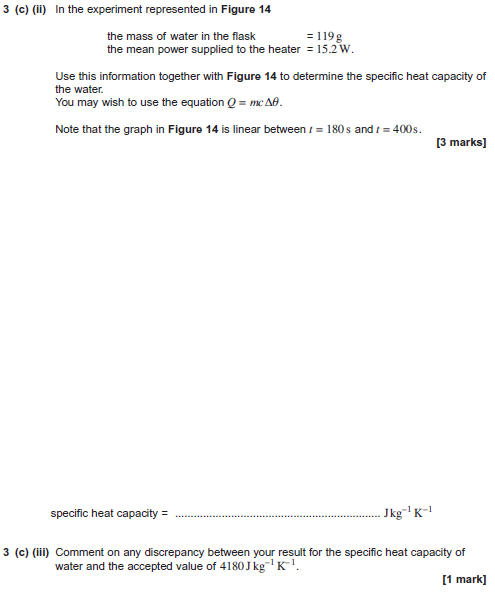 3 (c) (ii) In the experiment represented in Figure 14
the mass of water in the flask = 119 g
the mean power supplied to the heater = 15.2 W.
Use this information together with Figure 14 to determine the specific heat capacity of
the water.
You may wish to use the equation Q = mcΔθ.
Note that the graph in Figure 14 is linear between t = 180 s and t = 400 s.
[3 marks]
specific heat capacity = .................................................................... J kg⁻¹ K⁻¹
3 (c) (iii) Comment on any discrepancy between your result for the specific heat capacity of
water and the accepted value of 4180 J kg⁻¹ K⁻¹.
[1 mark]